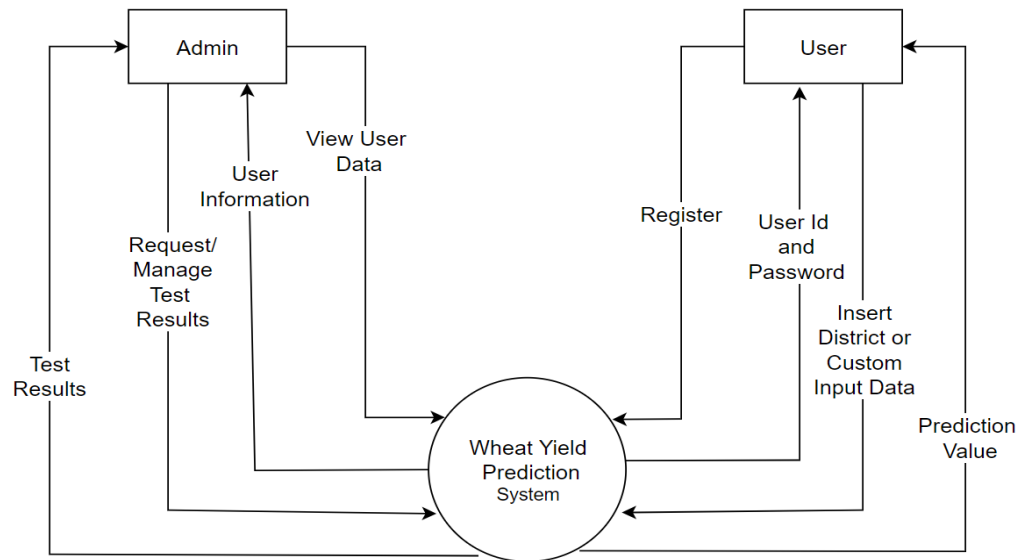 Admin
User
View User
Data
User
Information
Register
User Id
and
Password
Request/
Manage
Test
Results
Insert
District or
Custom
Input Data
Test
Results
Prediction
Value
Wheat Yield
Prediction
System